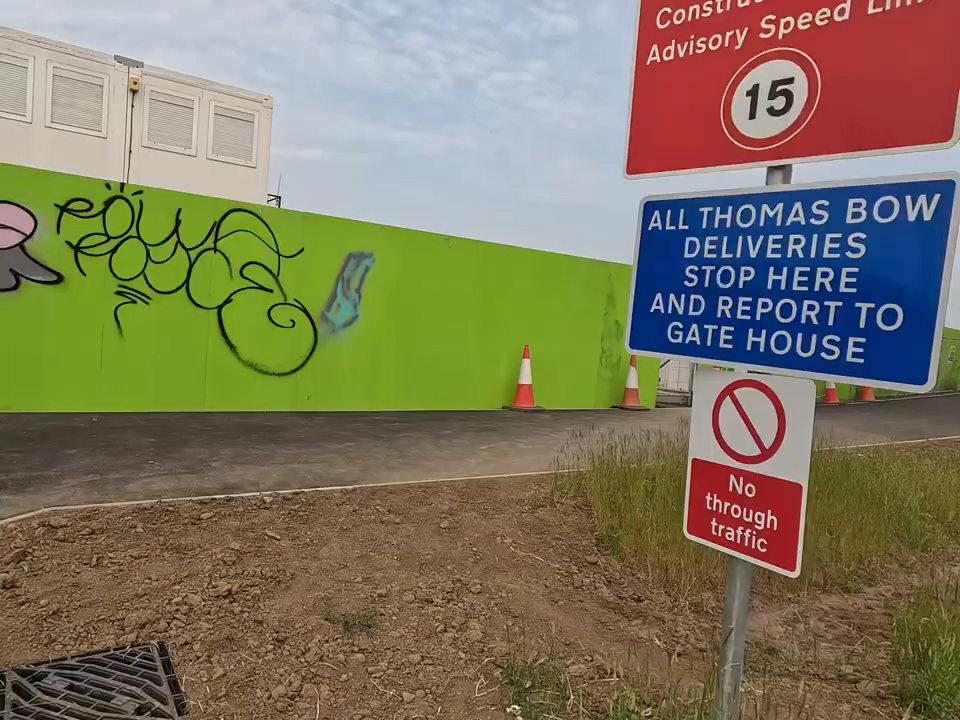 Advisory Speed
15
ALL THOMAS BOW
DELIVERIES
STOP HERE
AND REPORT TO
GATE HOUSE
No
through
traffic